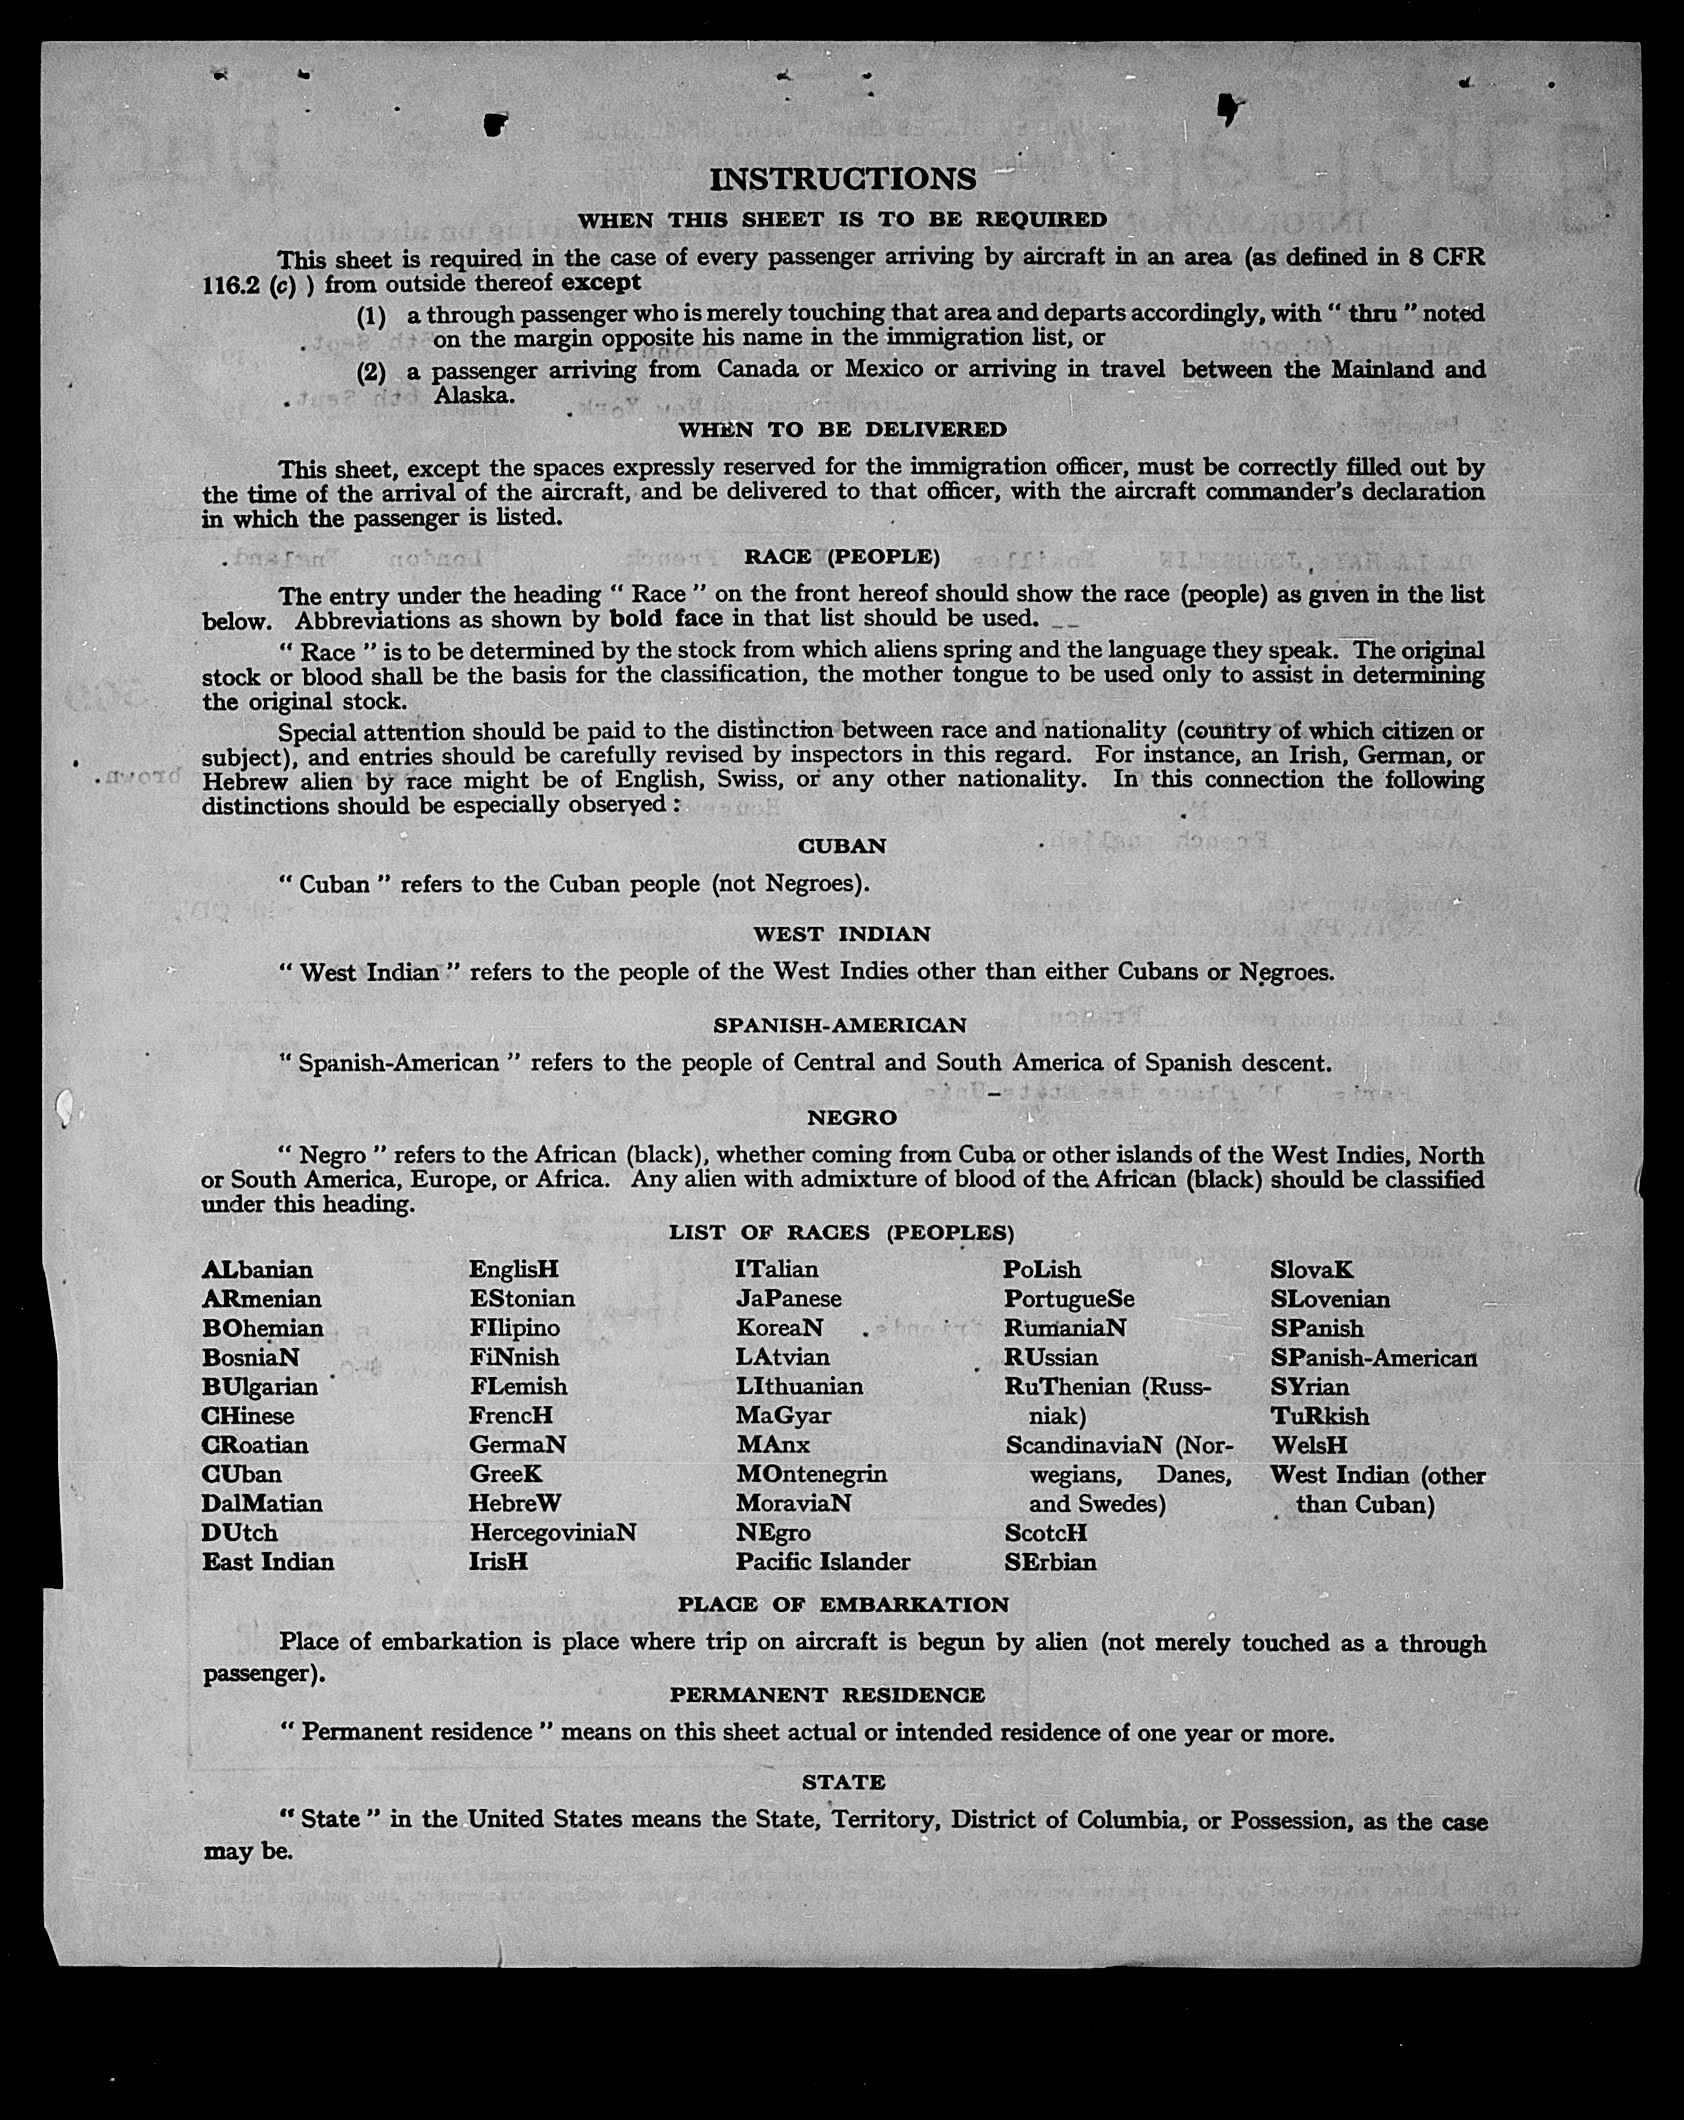 INSTRUCTIONS
WHEN THIS SHEET IS TO BE REQUIRED
This sheet is required in the case of every passenger arriving by aircraft in an area (as defined in 8 CFR
116.2 (c) ) from outside thereof except
(1) a through passenger who is merely touching that area and departs accordingly, with “ thru ” noted
on the margin opposite his name in the immigration list, or
(2) a passenger arriving from Canada or Mexico or arriving in travel between the Mainland and
Alaska.
WHEN TO BE DELIVERED
This sheet, except the spaces expressly reserved for the immigration officer, must be correctly filled out by
the time of the arrival of the aircraft, and be delivered to that officer, with the aircraft commander’s declaration
in which the passenger is listed.
RACE (PEOPLE)
The entry under the heading “ Race ” on the front hereof should show the race (people) as given in the list
below. Abbreviations as shown by bold face in that list should be used.
“ Race ” is to be determined by the stock from which aliens spring and the language they speak. The original
stock or blood shall be the basis for the classification, the mother tongue to be used only to assist in determining
the original stock.
Special attention should be paid to the distinction between race and nationality (country of which citizen or
subject), and entries should be carefully revised by inspectors in this regard. For instance, an Irish, German, or
Hebrew alien by race might be of English, Swiss, or any other nationality. In this connection the following
distinctions should be especially observed :
CUBAN
“ Cuban ” refers to the Cuban people (not Negroes).
WEST INDIAN
“ West Indian ” refers to the people of the West Indies other than either Cubans or Negroes.
SPANISH-AMERICAN
“ Spanish-American ” refers to the people of Central and South America of Spanish descent.
NEGRO
“ Negro ” refers to the African (black), whether coming from Cuba or other islands of the West Indies, North
or South America, Europe, or Africa. Any alien with admixture of blood of the African (black) should be classified
under this heading.
LIST OF RACES (PEOPLES)
ALbanian
ARmenian
BOhemian
BosniaN
BUlgarian
CHinese
CRoatian
CUban
DalMatian
DUtch
East Indian
EnglisH
EStonian
FIlipino
FiNnish
FLemish
FrencH
GermaN
GreeK
HebreW
HercegoviniaN
IrisH
ITalian
JaPanese
KoreaN
LAtvian
LIthuanian
MaGyar
MAnx
MOntenegrin
MoraviaN
NEgro
Pacific Islander
PoLish
PortugueSe
RumaniaN
RUssian
RuThenian (Russ-
niak)
ScandinaviaN (Nor-
wegians, Danes,
and Swedes)
ScotcH
SErbian
SlovaK
SLovenian
SPanish
SPanish-American
SYrian
TuRkish
WelsH
West Indian (other
than Cuban)
PLACE OF EMBARKATION
Place of embarkation is place where trip on aircraft is begun by alien (not merely touched as a through
passenger).
PERMANENT RESIDENCE
“ Permanent residence ” means on this sheet actual or intended residence of one year or more.
STATE
“ State ” in the United States means the State, Territory, District of Columbia, or Possession, as the case
may be.